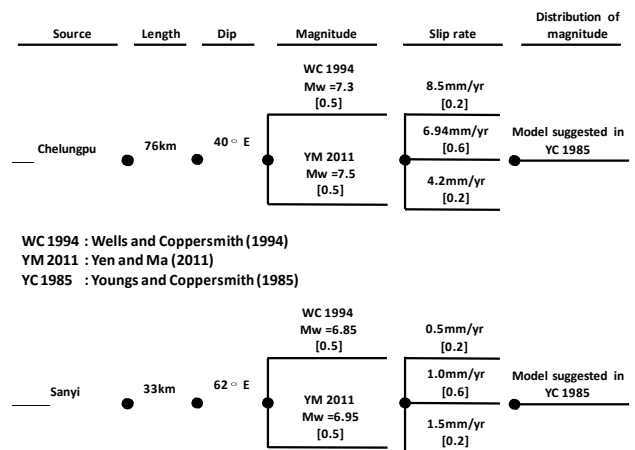 Source
Length
Dip
Magnitude
Slip rate
Distribution of
magnitude
WC 1994
Mw =7.3
[0.5]
8.5mm/yr
[0.2]
Chelungpu
76km
40° E
YM 2011
Mw =7.5
[0.5]
6.94mm/yr
[0.6]
4.2mm/yr
[0.2]
Model suggested in
YC 1985
WC 1994 : Wells and Coppersmith (1994)
YM 2011 : Yen and Ma (2011)
YC 1985 : Youngs and Coppersmith (1985)
WC 1994
Mw =6.85
[0.5]
0.5mm/yr
[0.2]
Sanyi
33km
62° E
YM 2011
Mw =6.95
[0.5]
1.0mm/yr
[0.6]
1.5mm/yr
[0.2]
Model suggested in
YC 1985